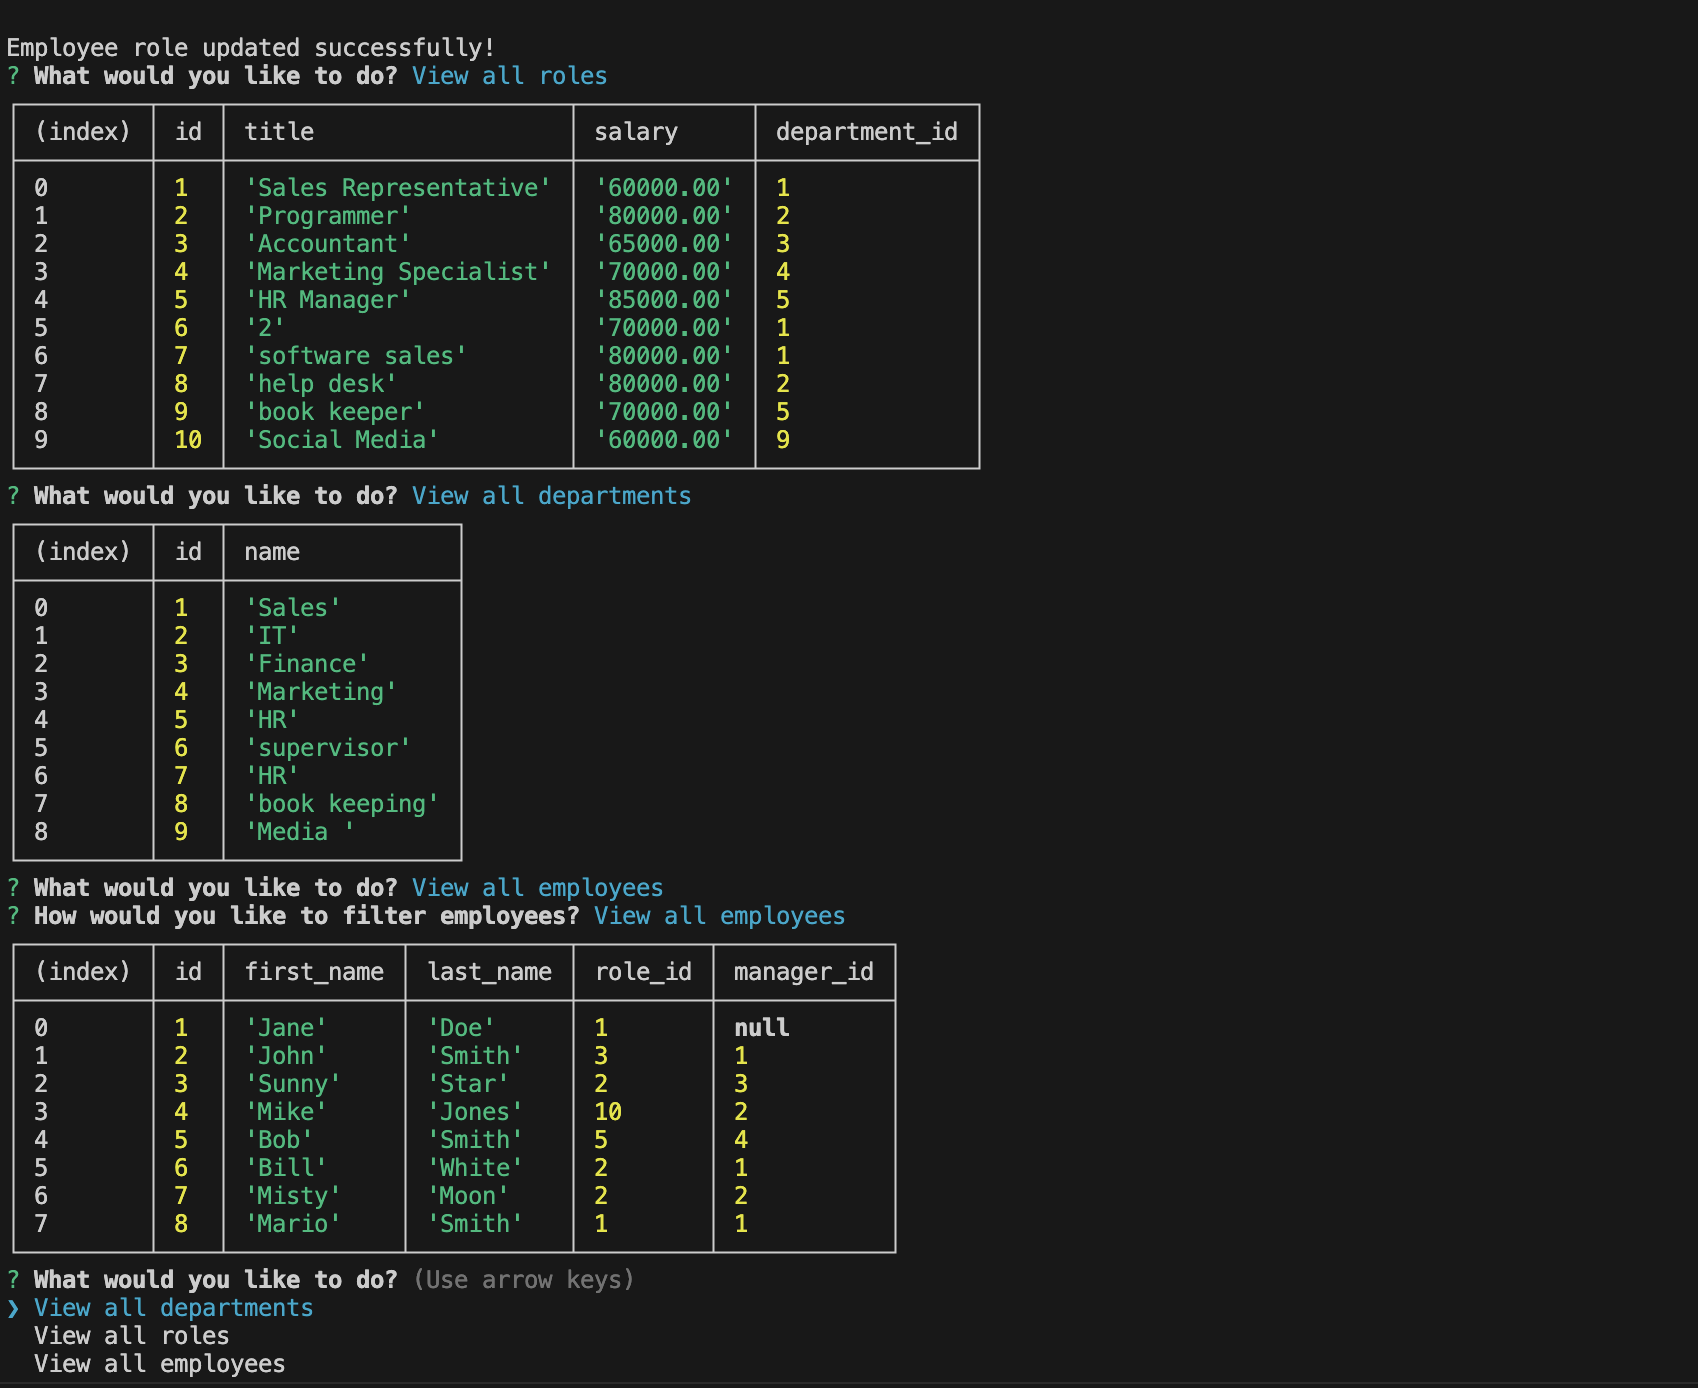 Employee role updated successfully!
? What would you like to do? View all roles
(index) id title salary department_id
0 1 'Sales Representative' '60000.00' 1
1 2 'Programmer' '80000.00' 2
2 3 'Accountant' '65000.00' 3
3 4 'Marketing Specialist' '70000.00' 4
4 5 'HR Manager' '85000.00' 5
5 6 '2' '70000.00' 1
6 7 'software sales' '80000.00' 1
7 8 'help desk' '80000.00' 2
8 9 'book keeper' '70000.00' 5
9 10 'Social Media' '60000.00' 9
? What would you like to do? View all departments
(index) id name
0 1 'Sales'
1 2 'IT'
2 3 'Finance'
3 4 'Marketing'
4 5 'HR'
5 6 'supervisor'
6 7 'HR'
7 8 'book keeping'
8 9 'Media '
? What would you like to do? View all employees
? How would you like to filter employees? View all employees
(index) id first_name last_name role_id manager_id
0 1 'Jane' 'Doe' 1 null
1 2 'John' 'Smith' 3 1
2 3 'Sunny' 'Star' 2 3
3 4 'Mike' 'Jones' 10 2
4 5 'Bob' 'Smith' 5 4
5 6 'Bill' 'White' 2 1
6 7 'Misty' 'Moon' 2 2
7 8 'Mario' 'Smith' 1 1
? What would you like to do? (Use arrow keys)
❯ View all departments
View all roles
View all employees